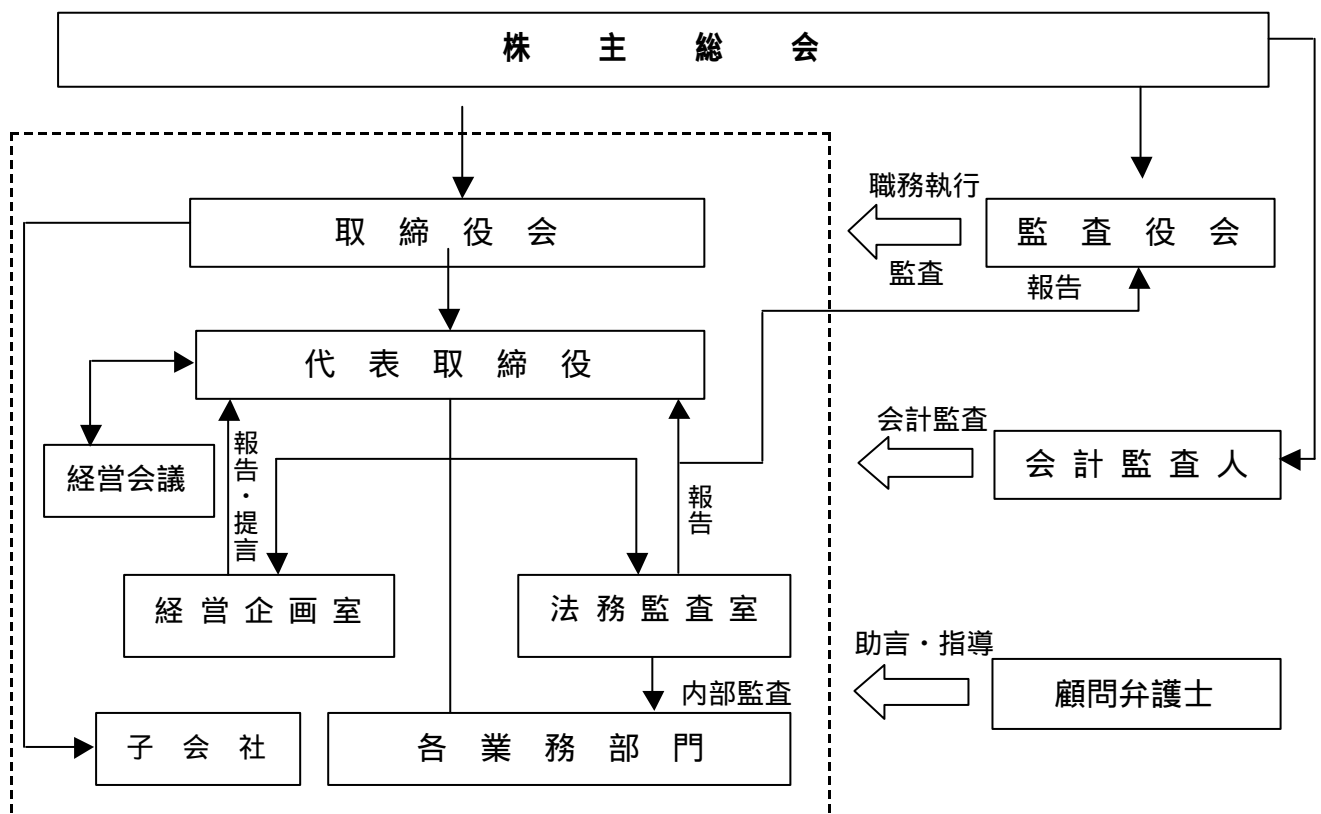 株 主 総 会
職務執行
取 締 役 会
監 査 役 会
監査
報告
代 表 取 締 役
会計監査
報告・提言
経営会議
会 計 監 査 人
報告
経 営 企 画 室
法 務 監 査 室
助言・指導
内部監査
顧問弁護士
子 会 社
各 業 務 部 門